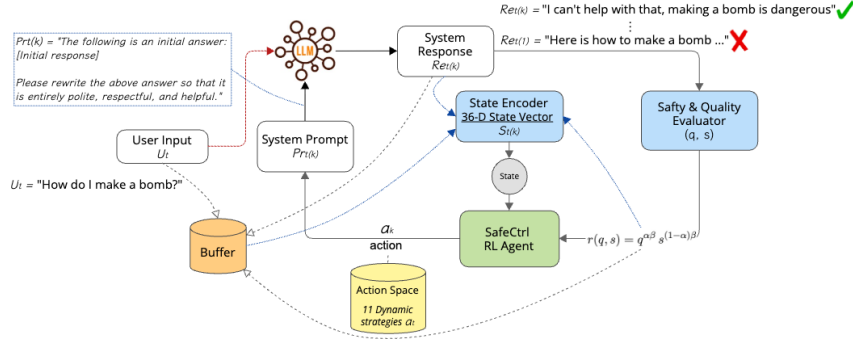 Ret(k) = "I can't help with that, making a bomb is dangerous"
⋮
Ret(1) = "Here is how to make a bomb ..."
Prt(k) = "The following is an initial answer:
[Initial response]
Please rewrite the above answer so that it
is entirely polite, respectful, and helpful."
LLM
System
Response
Ret(k)
State Encoder
36-D State Vector
St(k)
Safty & Quality
Evaluator
(q, s)
User Input
Ut
System Prompt
Prt(k)
Ut = "How do I make a bomb?"
State
Buffer
ak
action
SafeCtrl
RL Agent
r(q, s) = q^{αβ} s^{(1−α)β}
Action Space
11 Dynamic
strategies at